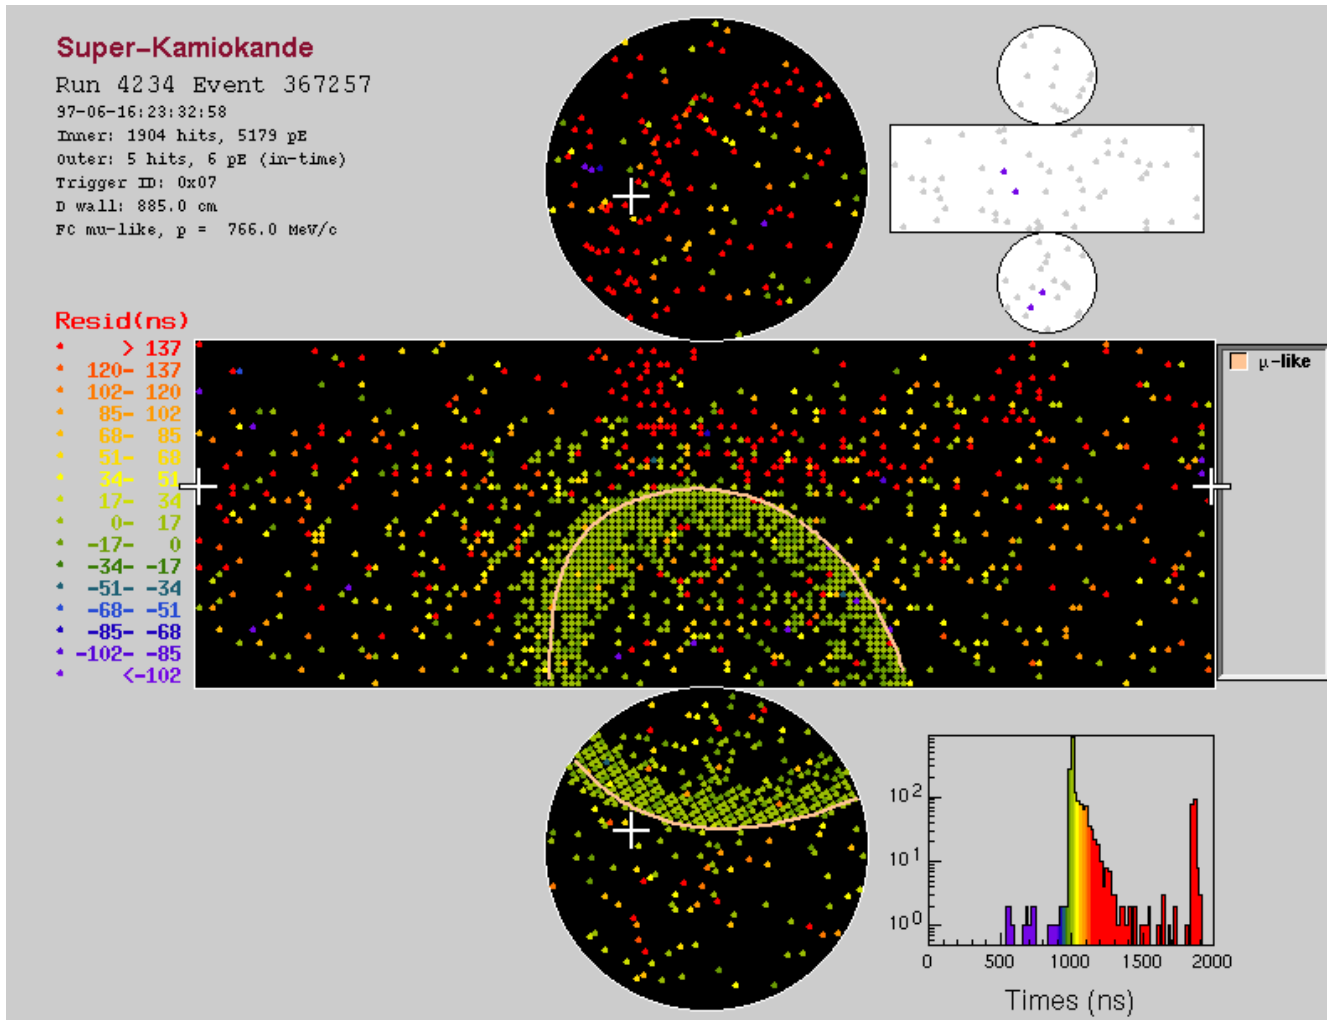 Super-Kamiokande
Run 4234 Event 367257
97-06-16:23:32:58
Inner: 1904 hits, 5179 pE
Outer: 5 hits, 6 pE (in-time)
Trigger ID: 0x07
D wall: 885.0 cm
FC mu-like, p = 766.0 MeV/c
Resid(ns)
> 137
120- 137
102- 120
85- 102
68- 85
51- 68
34- 51
17- 34
0- 17
-17- 0
-34- -17
-51- -34
-68- -51
-85- -68
-102- -85
<-102
μ-like
10²
10¹
10⁰
0 500 1000 1500 2000
Times (ns)